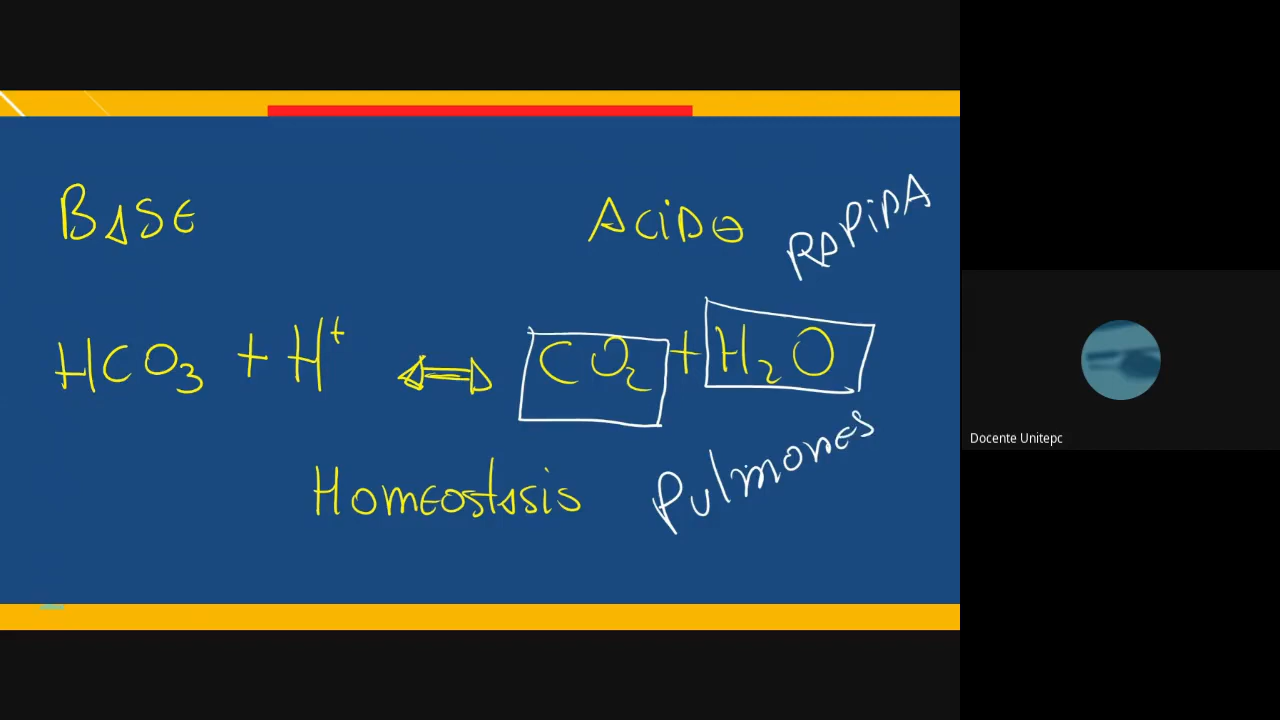 BASE
ACIDO
RAPIDA
HCO3 + H+ ⟷ CO2 + H2O
Homeostasis
Pulmones
Docente Unitepc